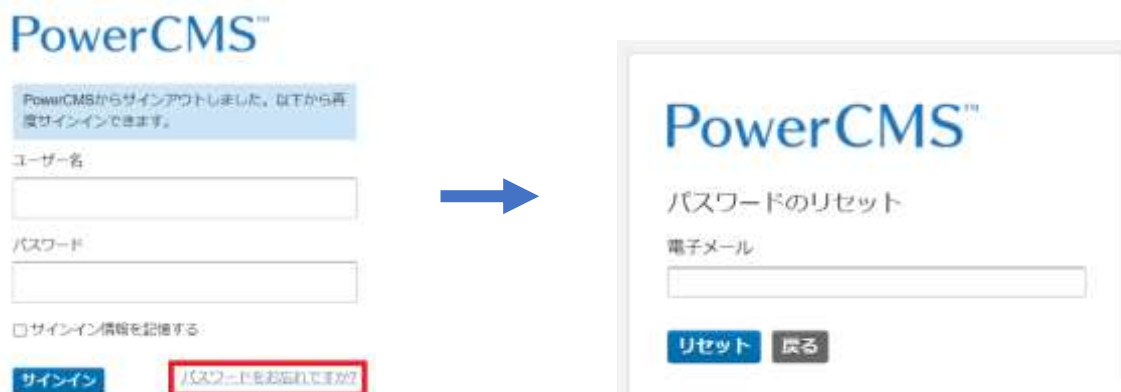 PowerCMS™
PowerCMSからサインアウトしました。以下から再
度サインインできます。
ユーザー名
パスワード
サインイン情報を記憶する
サインイン
パスワードをお忘れですか?
PowerCMS™
パスワードのリセット
電子メール
リセット 戻る